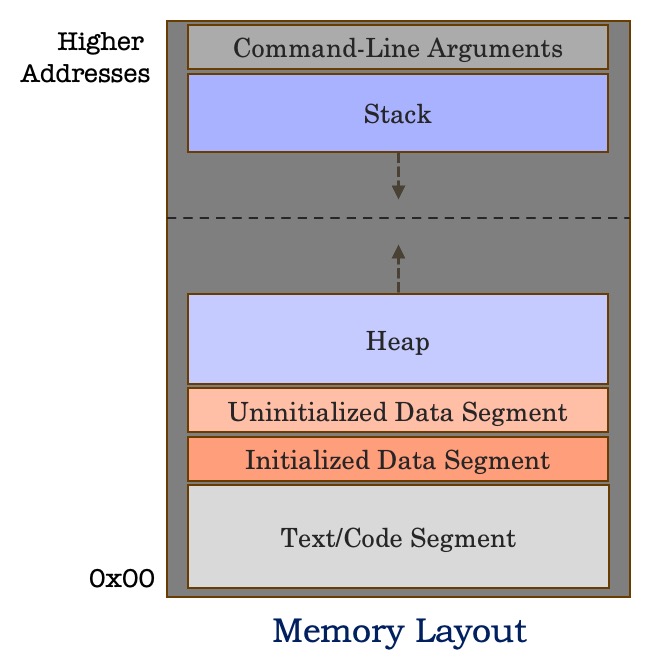 Higher
Addresses
Command-Line Arguments
Stack
Heap
Uninitialized Data Segment
Initialized Data Segment
Text/Code Segment
0x00
Memory Layout